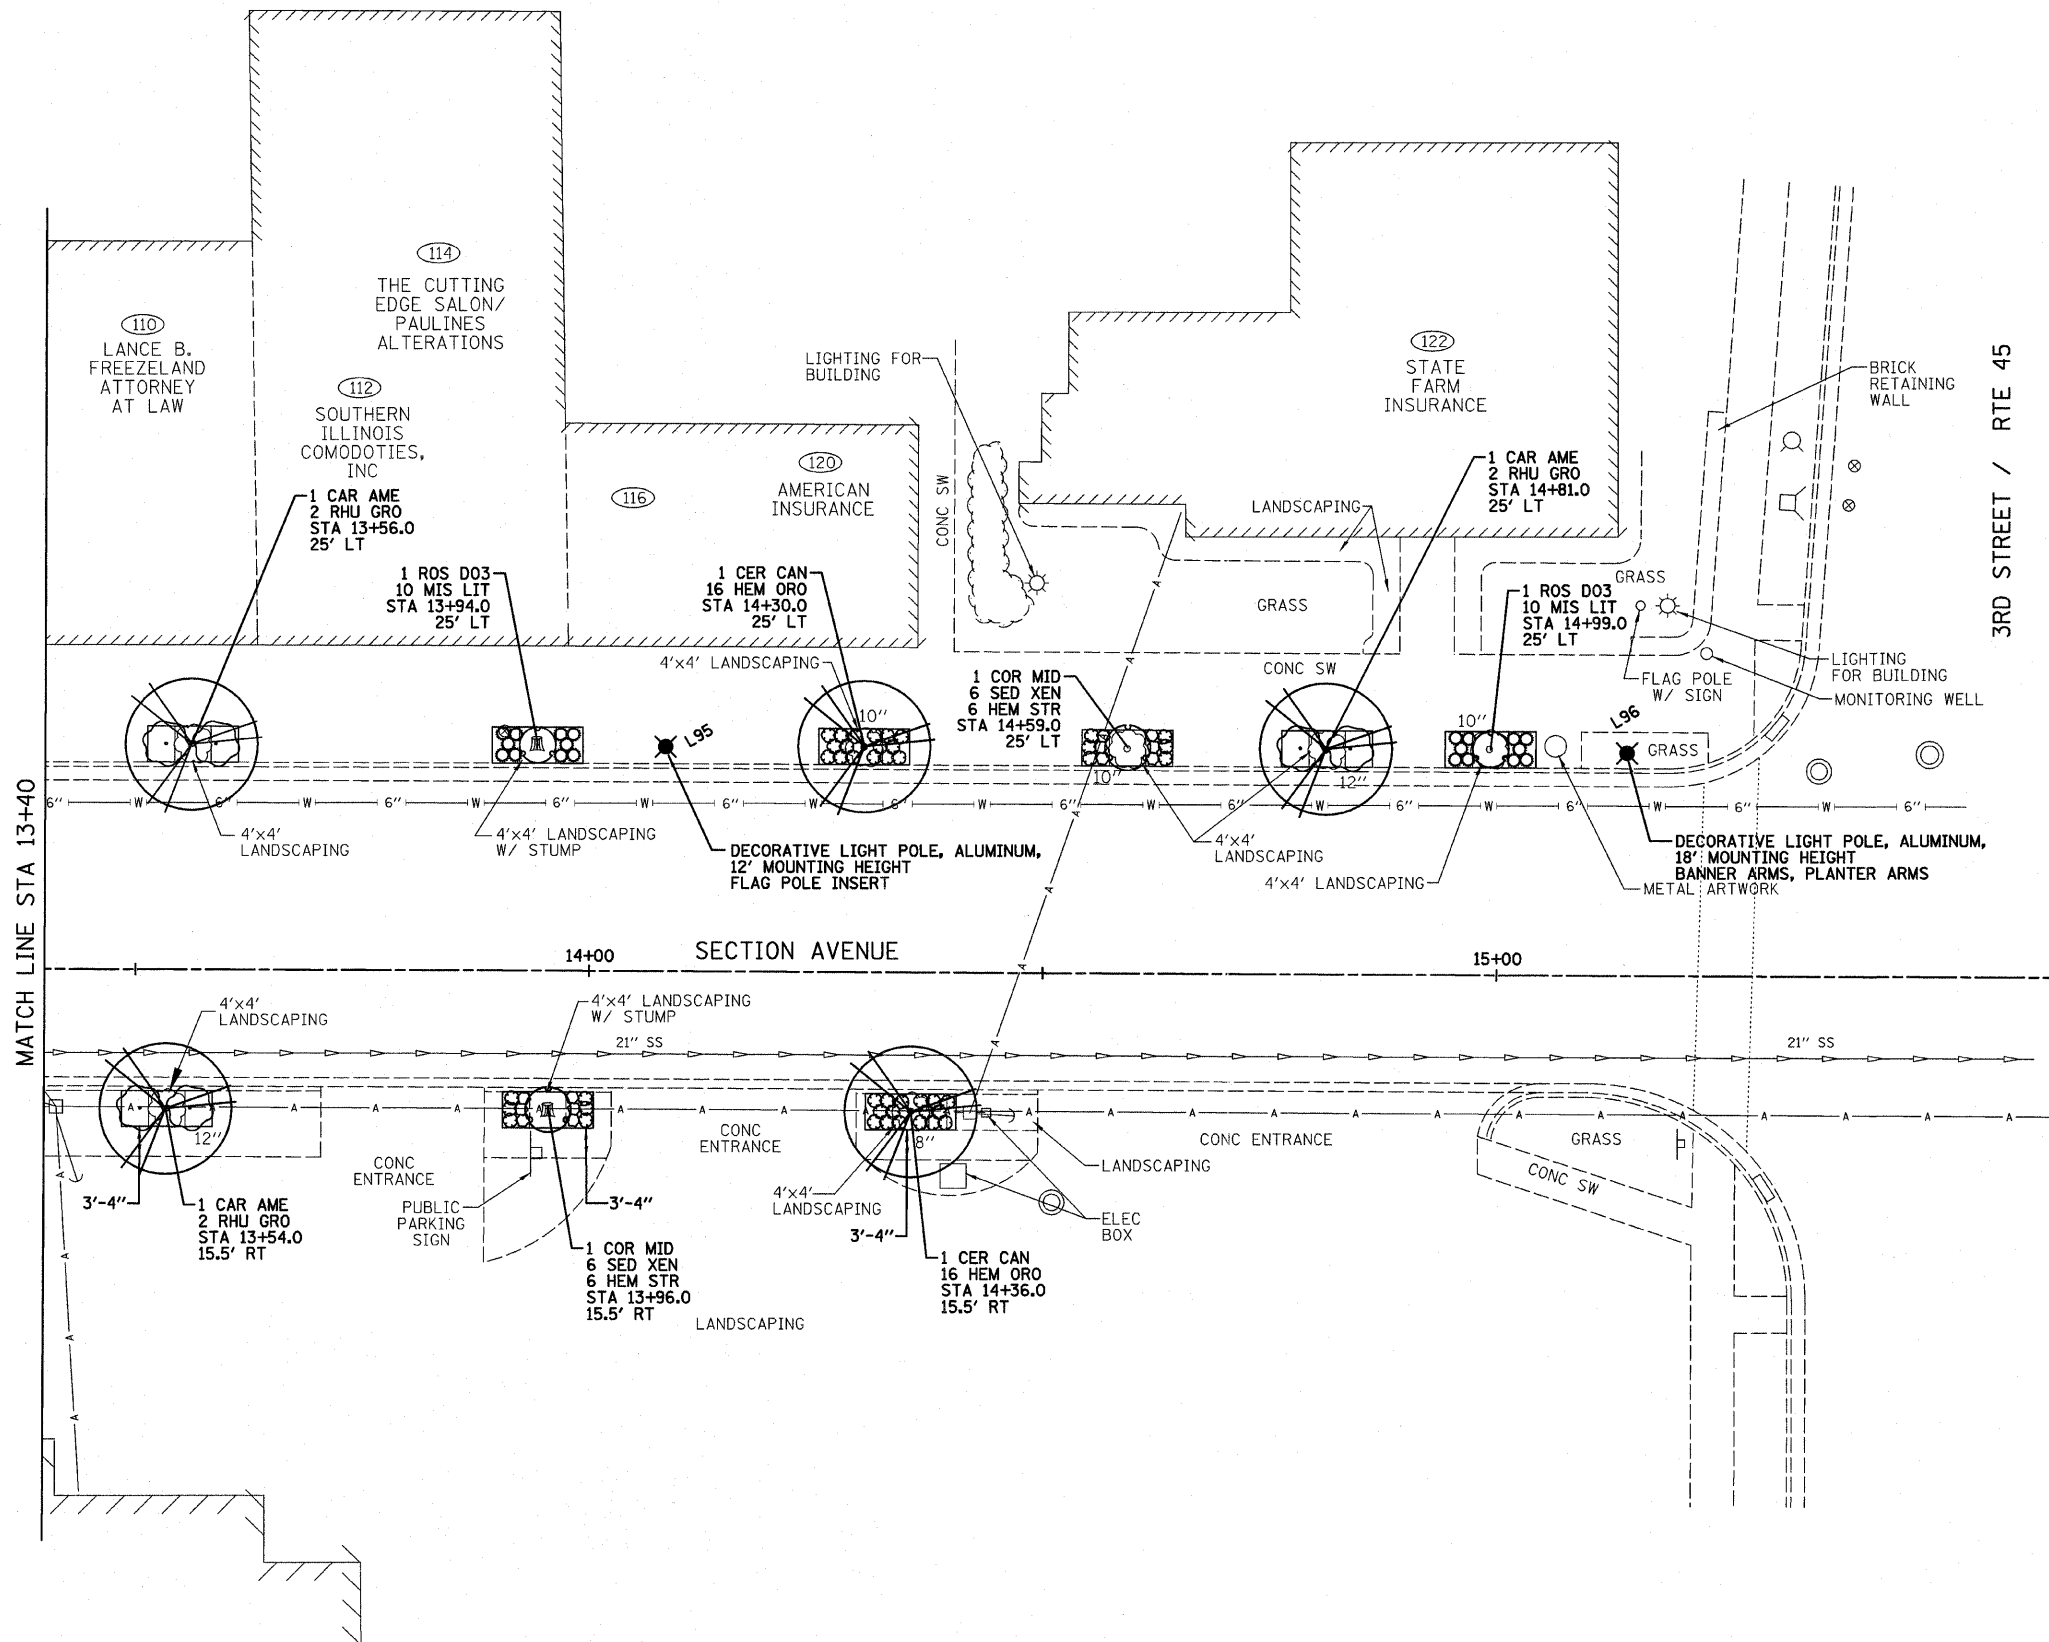 114
THE CUTTING
EDGE SALON/
PAULINES
ALTERATIONS
110
LANCE B.
FREEZELAND
ATTORNEY
AT LAW
112
SOUTHERN
ILLINOIS
COMODOTIES,
INC
1 CAR AME
2 RHU GRO
STA 13+56.0
25' LT
116
120
AMERICAN
INSURANCE
LIGHTING FOR
BUILDING
CONC SW
122
STATE
FARM
INSURANCE
1 CAR AME
2 RHU GRO
STA 14+81.0
25' LT
LANDSCAPING
BRICK
RETAINING
WALL
3RD STREET / RTE 45
1 ROS D03
10 MIS LIT
STA 13+94.0
25' LT
1 CER CAN
16 HEM ORO
STA 14+30.0
25' LT
GRASS
1 ROS D03
10 MIS LIT
STA 14+99.0
25' LT
GRASS
4'x4' LANDSCAPING
1 COR MID
6 SED XEN
6 HEM STR
STA 14+59.0
25' LT
CONC SW
FLAG POLE
W/ SIGN
LIGHTING
FOR BUILDING
MONITORING WELL
L95
10"
10"
12"
10"
L96
GRASS
6" W 6" W 6" W 6" W 6" W 6" W 6" W 6" W 6" W 6" W 6" W 6"
4'x4'
LANDSCAPING
4'x4' LANDSCAPING
W/ STUMP
DECORATIVE LIGHT POLE, ALUMINUM,
12' MOUNTING HEIGHT
FLAG POLE INSERT
4'x4'
LANDSCAPING
4'x4' LANDSCAPING
DECORATIVE LIGHT POLE, ALUMINUM,
18' MOUNTING HEIGHT
BANNER ARMS, PLANTER ARMS
METAL ARTWORK
MATCH LINE STA 13+40
14+00
SECTION AVENUE
15+00
4'x4'
LANDSCAPING
4'x4' LANDSCAPING
W/ STUMP
21" SS
21" SS
A A A A A A A A A A A A A A A A
12"
CONC
ENTRANCE
CONC
ENTRANCE
8"
CONC ENTRANCE
GRASS
CONC SW
3'-4"
1 CAR AME
2 RHU GRO
STA 13+54.0
15.5' RT
PUBLIC
PARKING
SIGN
3'-4"
1 COR MID
6 SED XEN
6 HEM STR
STA 13+96.0
15.5' RT
LANDSCAPING
4'x4'
LANDSCAPING
3'-4"
1 CER CAN
16 HEM ORO
STA 14+36.0
15.5' RT
LANDSCAPING
ELEC
BOX